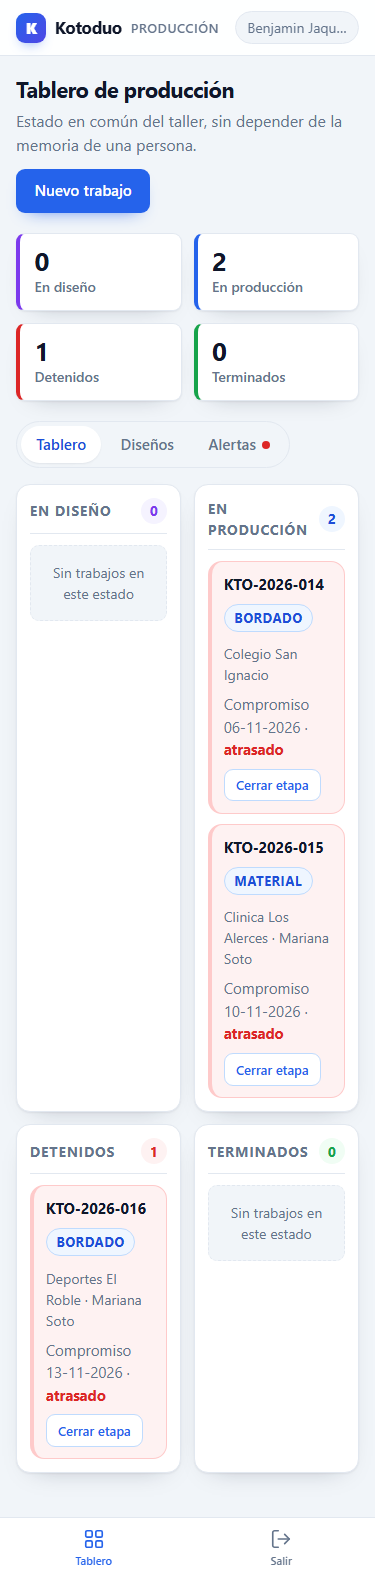 K Kotoduo PRODUCCIÓN Benjamin Jaqu...
Tablero de producción
Estado en común del taller, sin depender de la
memoria de una persona.
Nuevo trabajo
0
En diseño
2
En producción
1
Detenidos
0
Terminados
Tablero Diseños Alertas
EN DISEÑO 0
Sin trabajos en
este estado
EN
PRODUCCIÓN 2
KTO-2026-014
BORDADO
Colegio San
Ignacio
Compromiso
06-11-2026 ·
atrasado
Cerrar etapa
KTO-2026-015
MATERIAL
Clinica Los
Alerces · Mariana
Soto
Compromiso
10-11-2026 ·
atrasado
Cerrar etapa
DETENIDOS 1
KTO-2026-016
BORDADO
Deportes El
Roble · Mariana
Soto
Compromiso
13-11-2026 ·
atrasado
Cerrar etapa
TERMINADOS 0
Sin trabajos en
este estado
Tablero Salir